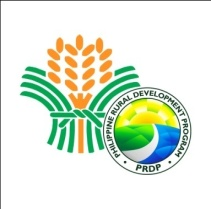 PHILIPPINE RURAL DEVELOPMENT PROGRAM
• PRDP •